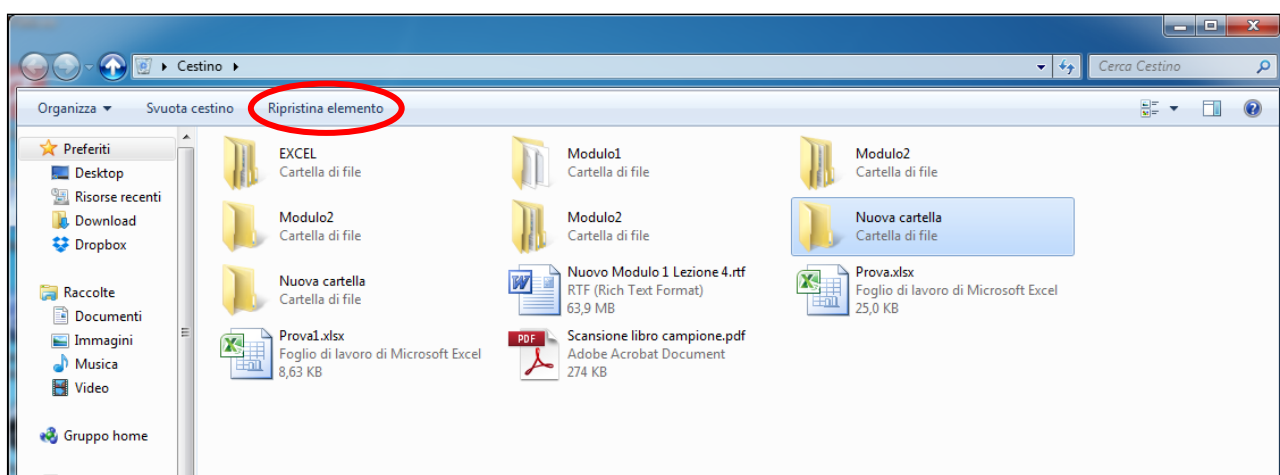 Cestino
Cerca Cestino
Organizza
Svuota cestino
Ripristina elemento
Preferiti
Desktop
Risorse recenti
Download
Dropbox
Raccolte
Documenti
Immagini
Musica
Video
Gruppo home
EXCEL
Cartella di file
Modulo1
Cartella di file
Modulo2
Cartella di file
Modulo2
Cartella di file
Modulo2
Cartella di file
Nuova cartella
Cartella di file
Nuova cartella
Cartella di file
Nuovo Modulo 1 Lezione 4.rtf
RTF (Rich Text Format)
63,9 MB
Prova.xlsx
Foglio di lavoro di Microsoft Excel
25,0 KB
Prova1.xlsx
Foglio di lavoro di Microsoft Excel
8,63 KB
PDF
Scansione libro campione.pdf
Adobe Acrobat Document
274 KB